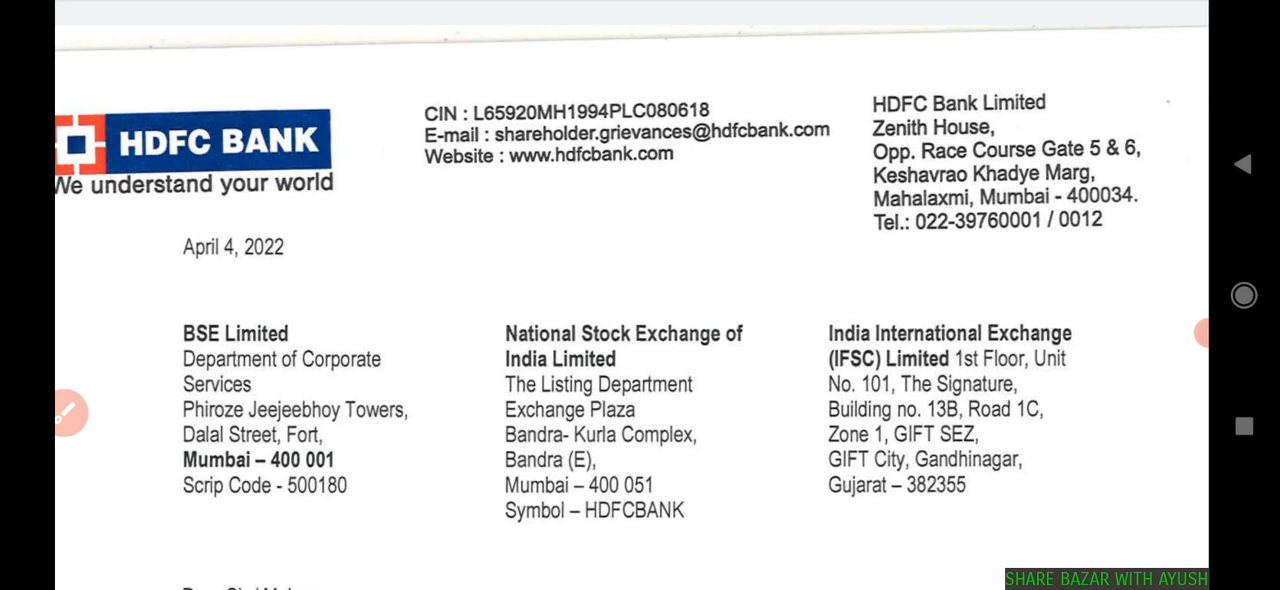 HDFC BANK
We understand your world
CIN : L65920MH1994PLC080618
E-mail : shareholder.grievances@hdfcbank.com
Website : www.hdfcbank.com
HDFC Bank Limited
Zenith House,
Opp. Race Course Gate 5 & 6,
Keshavrao Khadye Marg,
Mahalaxmi, Mumbai - 400034.
Tel.: 022-39760001 / 0012
April 4, 2022
BSE Limited
Department of Corporate
Services
Phiroze Jeejeebhoy Towers,
Dalal Street, Fort,
Mumbai – 400 001
Scrip Code - 500180
National Stock Exchange of
India Limited
The Listing Department
Exchange Plaza
Bandra- Kurla Complex,
Bandra (E),
Mumbai – 400 051
Symbol – HDFCBANK
India International Exchange
(IFSC) Limited 1st Floor, Unit
No. 101, The Signature,
Building no. 13B, Road 1C,
Zone 1, GIFT SEZ,
GIFT City, Gandhinagar,
Gujarat – 382355
SHARE BAZAR WITH AYUSH